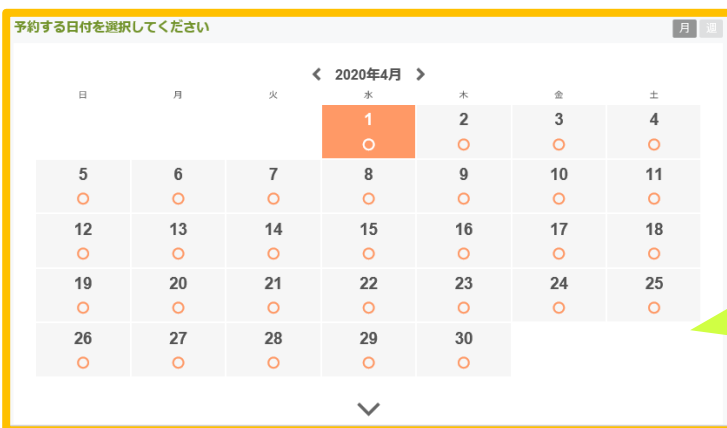 予約する日付を選択してください
月 週
2020年4月
日 月 火 水 木 金 土
1 2 3 4
5 6 7 8 9 10 11
12 13 14 15 16 17 18
19 20 21 22 23 24 25
26 27 28 29 30